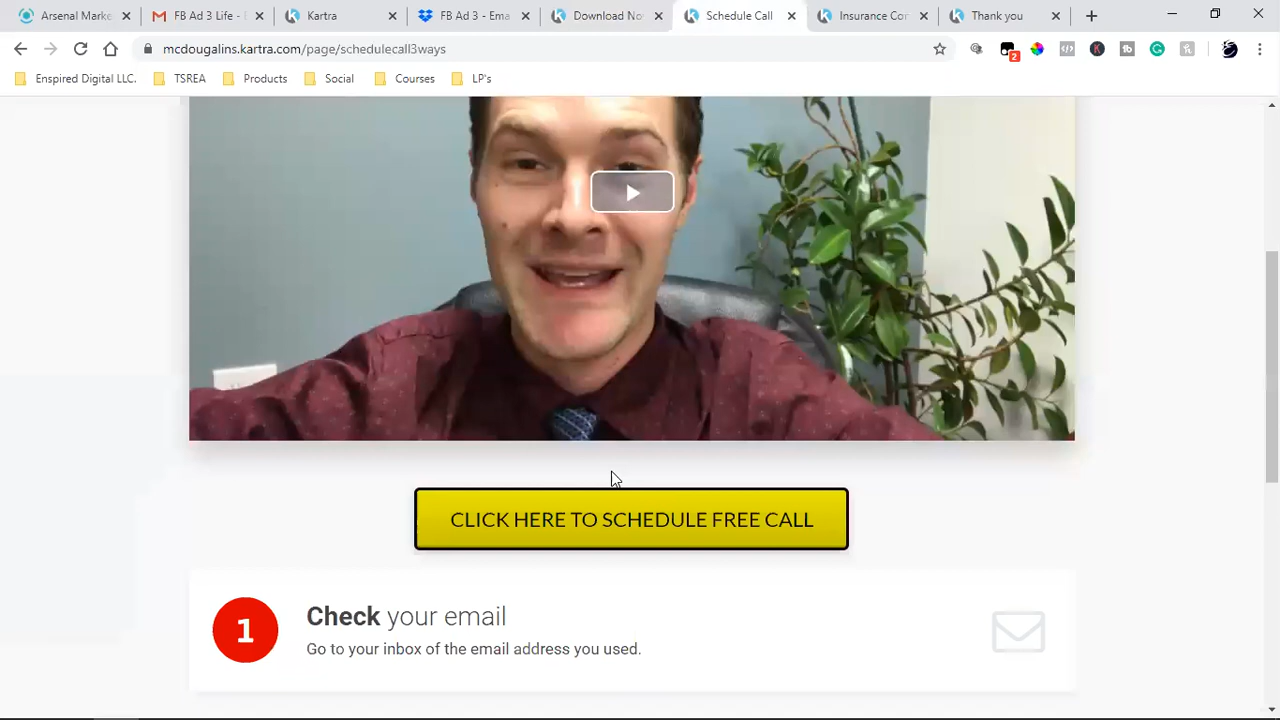 Arsenal Marke
FB Ad 3 Life -
Kartra
FB Ad 3 - Ema
Download No
Schedule Call
Insurance Cor
Thank you
mcdougalins.kartra.com/page/schedulecall3ways
2
Enspired Digital LLC.
TSREA
Products
Social
Courses
LP's
CLICK HERE TO SCHEDULE FREE CALL
1
Check your email
Go to your inbox of the email address you used.